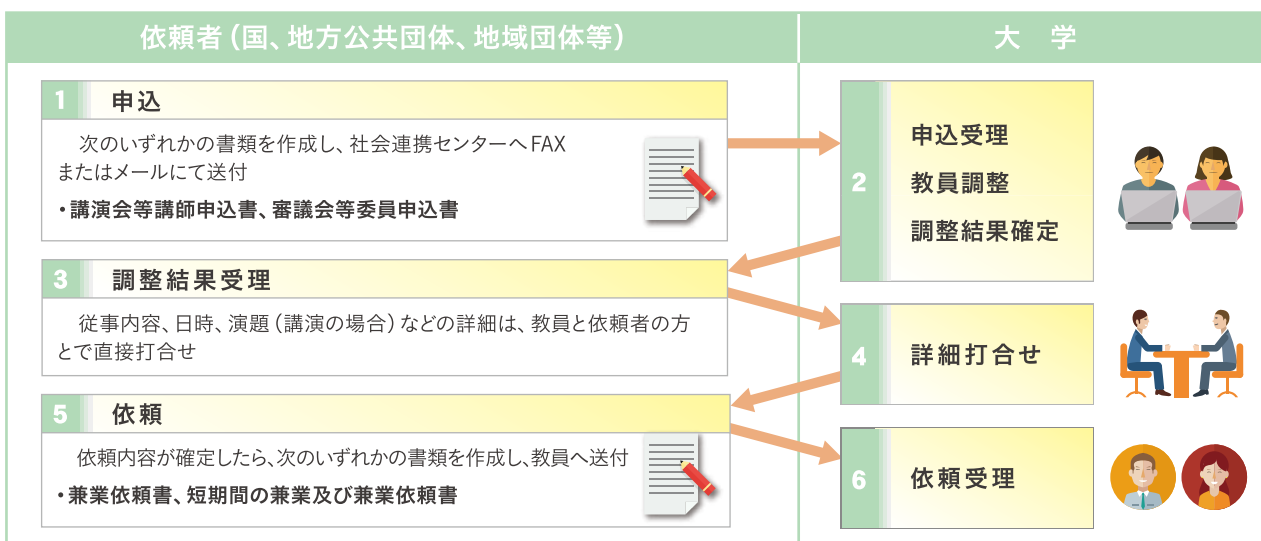 依頼者（国、地方公共団体、地域団体等）
大　学
1 申込
次のいずれかの書類を作成し、社会連携センターへFAX
またはメールにて送付
・講演会等講師申込書、審議会等委員申込書
2
申込受理
教員調整
調整結果確定
3 調整結果受理
従事内容、日時、演題（講演の場合）などの詳細は、教員と依頼者の方
とで直接打合せ
4 詳細打合せ
5 依頼
依頼内容が確定したら、次のいずれかの書類を作成し、教員へ送付
・兼業依頼書、短期間の兼業及び兼業依頼書
6 依頼受理